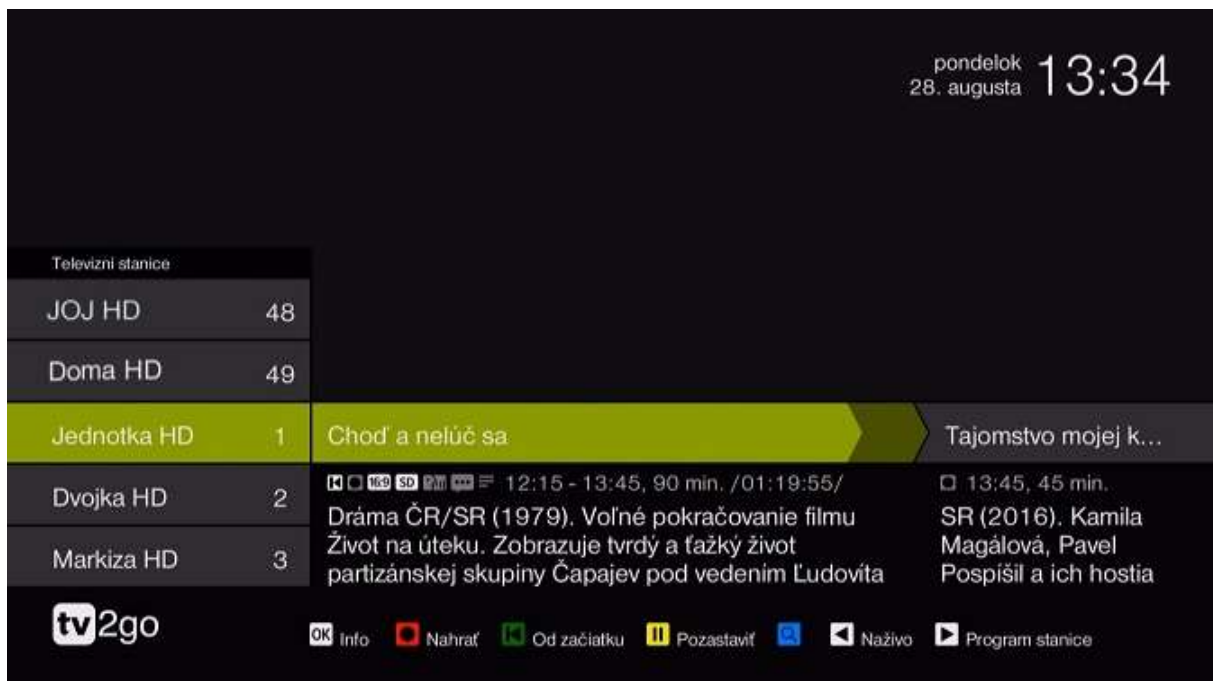 pondelok
28. augusta 13:34
Televizni stanice
JOJ HD 48
Doma HD 49
Jednotka HD 1 Choď a nelúč sa Tajomstvo mojej k...
Dvojka HD 2
Markiza HD 3
16:9 SD 12:15 - 13:45, 90 min. /01:19:55/
Dráma ČR/SR (1979). Voľné pokračovanie filmu
Život na úteku. Zobrazuje tvrdý a ťažký život
partizánskej skupiny Čapajev pod vedením Ľudovíta
13:45, 45 min.
SR (2016). Kamila
Magálová, Pavel
Pospíšil a ich hostia
tv2go
OK Info Nahrať Od začiatku Pozastaviť Naživo Program stanice